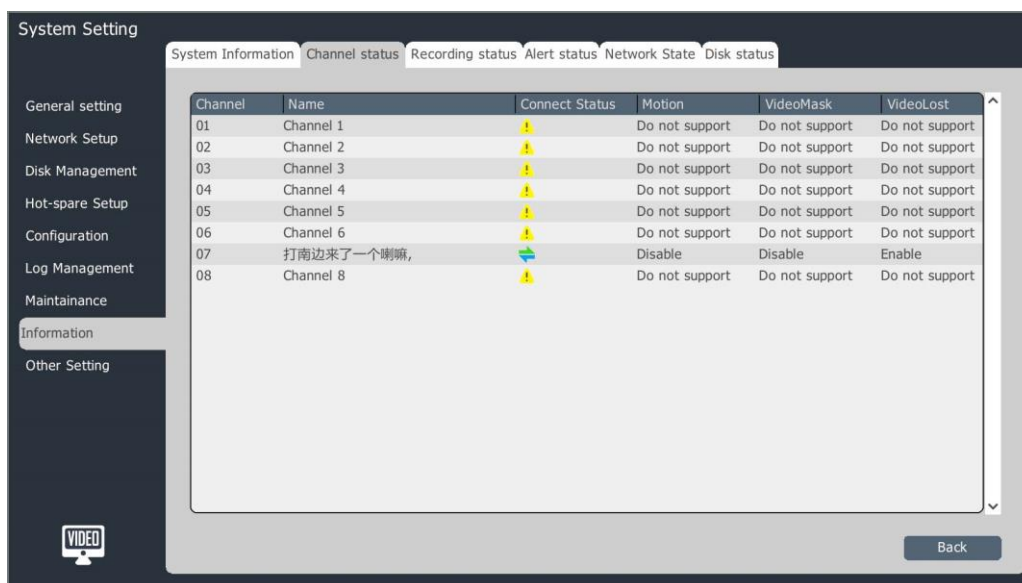 System Setting
System Information Channel status Recording status Alert status Network State Disk status
General setting
Network Setup
Disk Management
Hot-spare Setup
Configuration
Log Management
Maintainance
Information
Other Setting
Channel Name Connect Status Motion VideoMask VideoLost
01 Channel 1 Do not support Do not support Do not support
02 Channel 2 Do not support Do not support Do not support
03 Channel 3 Do not support Do not support Do not support
04 Channel 4 Do not support Do not support Do not support
05 Channel 5 Do not support Do not support Do not support
06 Channel 6 Do not support Do not support Do not support
07 打南边来了一个喇嘛, Disable Disable Enable
08 Channel 8 Do not support Do not support Do not support
VIDEO
Back